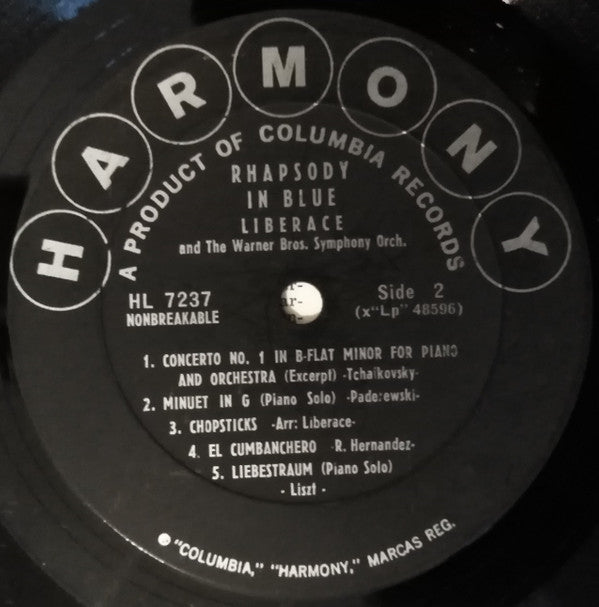 HARMONY
A PRODUCT OF COLUMBIA RECORDS
RHAPSODY
IN BLUE
LIBERACE
and The Warner Bros. Symphony Orch.
HL 7237
NONBREAKABLE
Side 2
(x"Lp" 48596)
1. CONCERTO NO. 1 IN B-FLAT MINOR FOR PIANO
AND ORCHESTRA (Excerpt) -Tchaikovsky-
2. MINUET IN G (Piano Solo) -Paderewski-
3. CHOPSTICKS -Arr: Liberace-
4. EL CUMBANCHERO -R. Hernandez-
5. LIEBESTRAUM (Piano Solo)
- Liszt -
"COLUMBIA," "HARMONY," MARCAS REG.